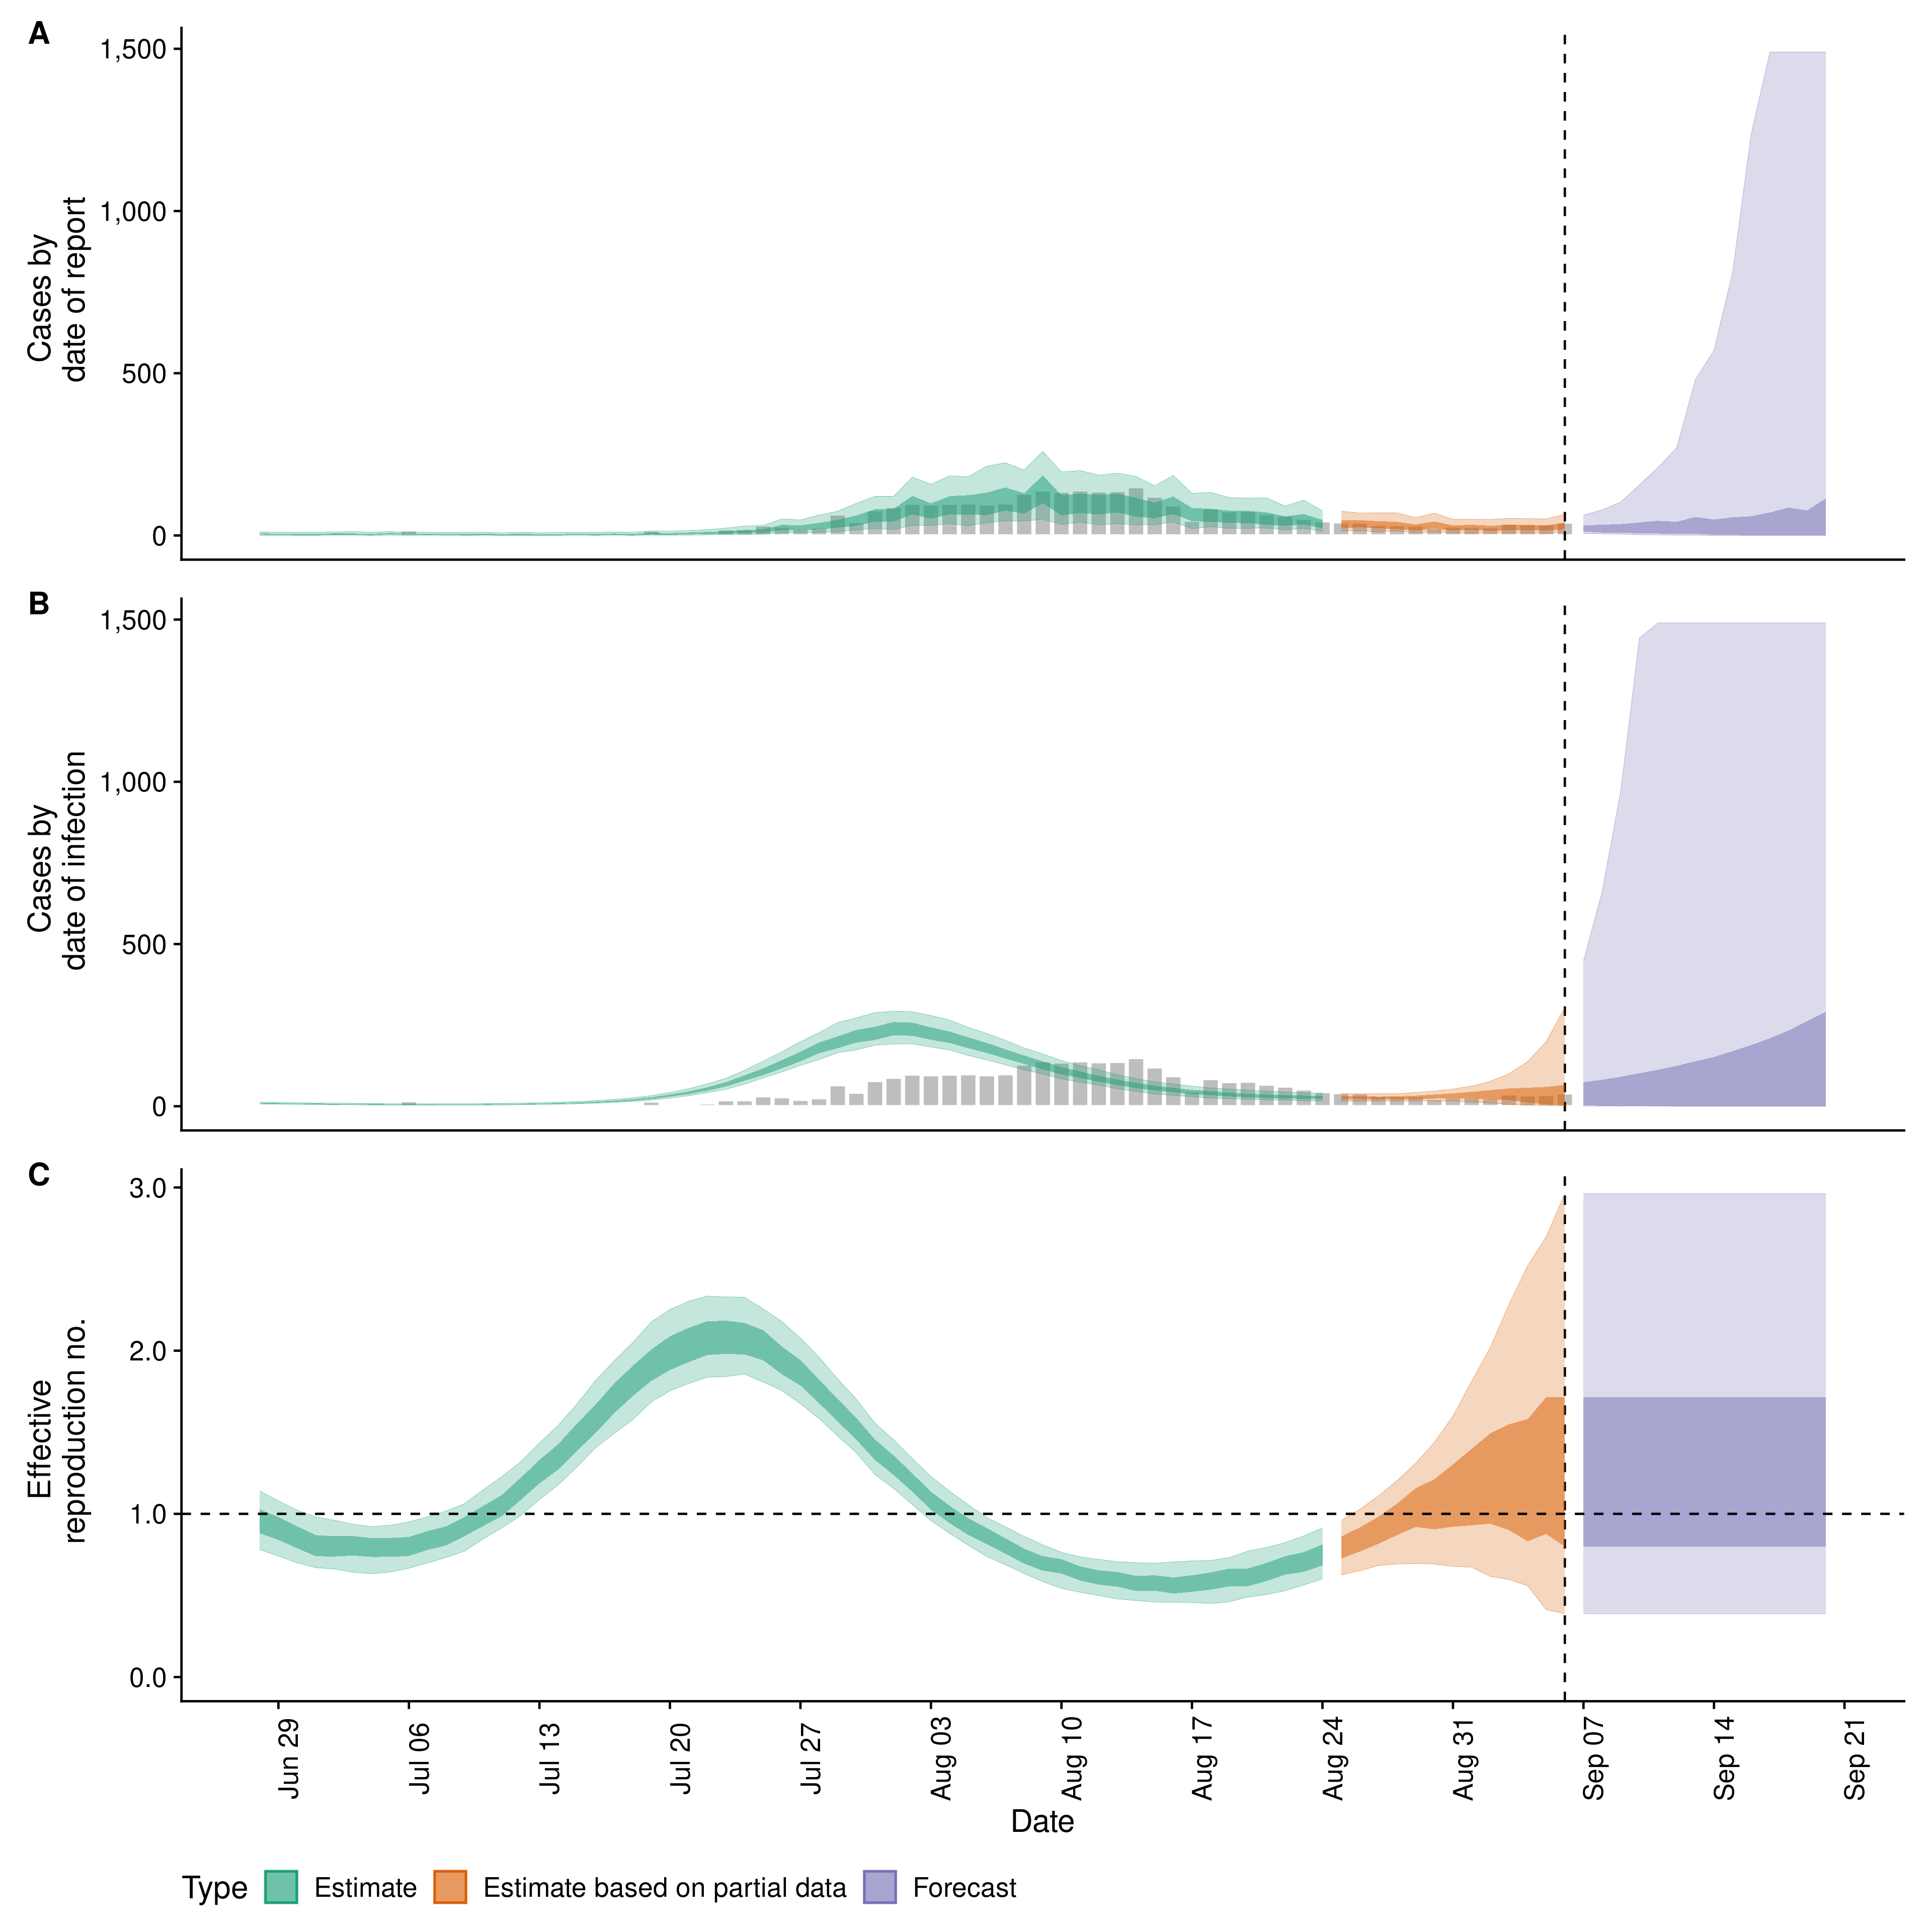 A
1,500
1,000
500
0
Cases by
date of report
B
1,500
1,000
500
0
Cases by
date of infection
C
3.0
2.0
1.0
0.0
Effective
reproduction no.
Jun 29
Jul 06
Jul 13
Jul 20
Jul 27
Aug 03
Aug 10
Aug 17
Aug 24
Aug 31
Sep 07
Sep 14
Sep 21
Date
Type Estimate Estimate based on partial data Forecast